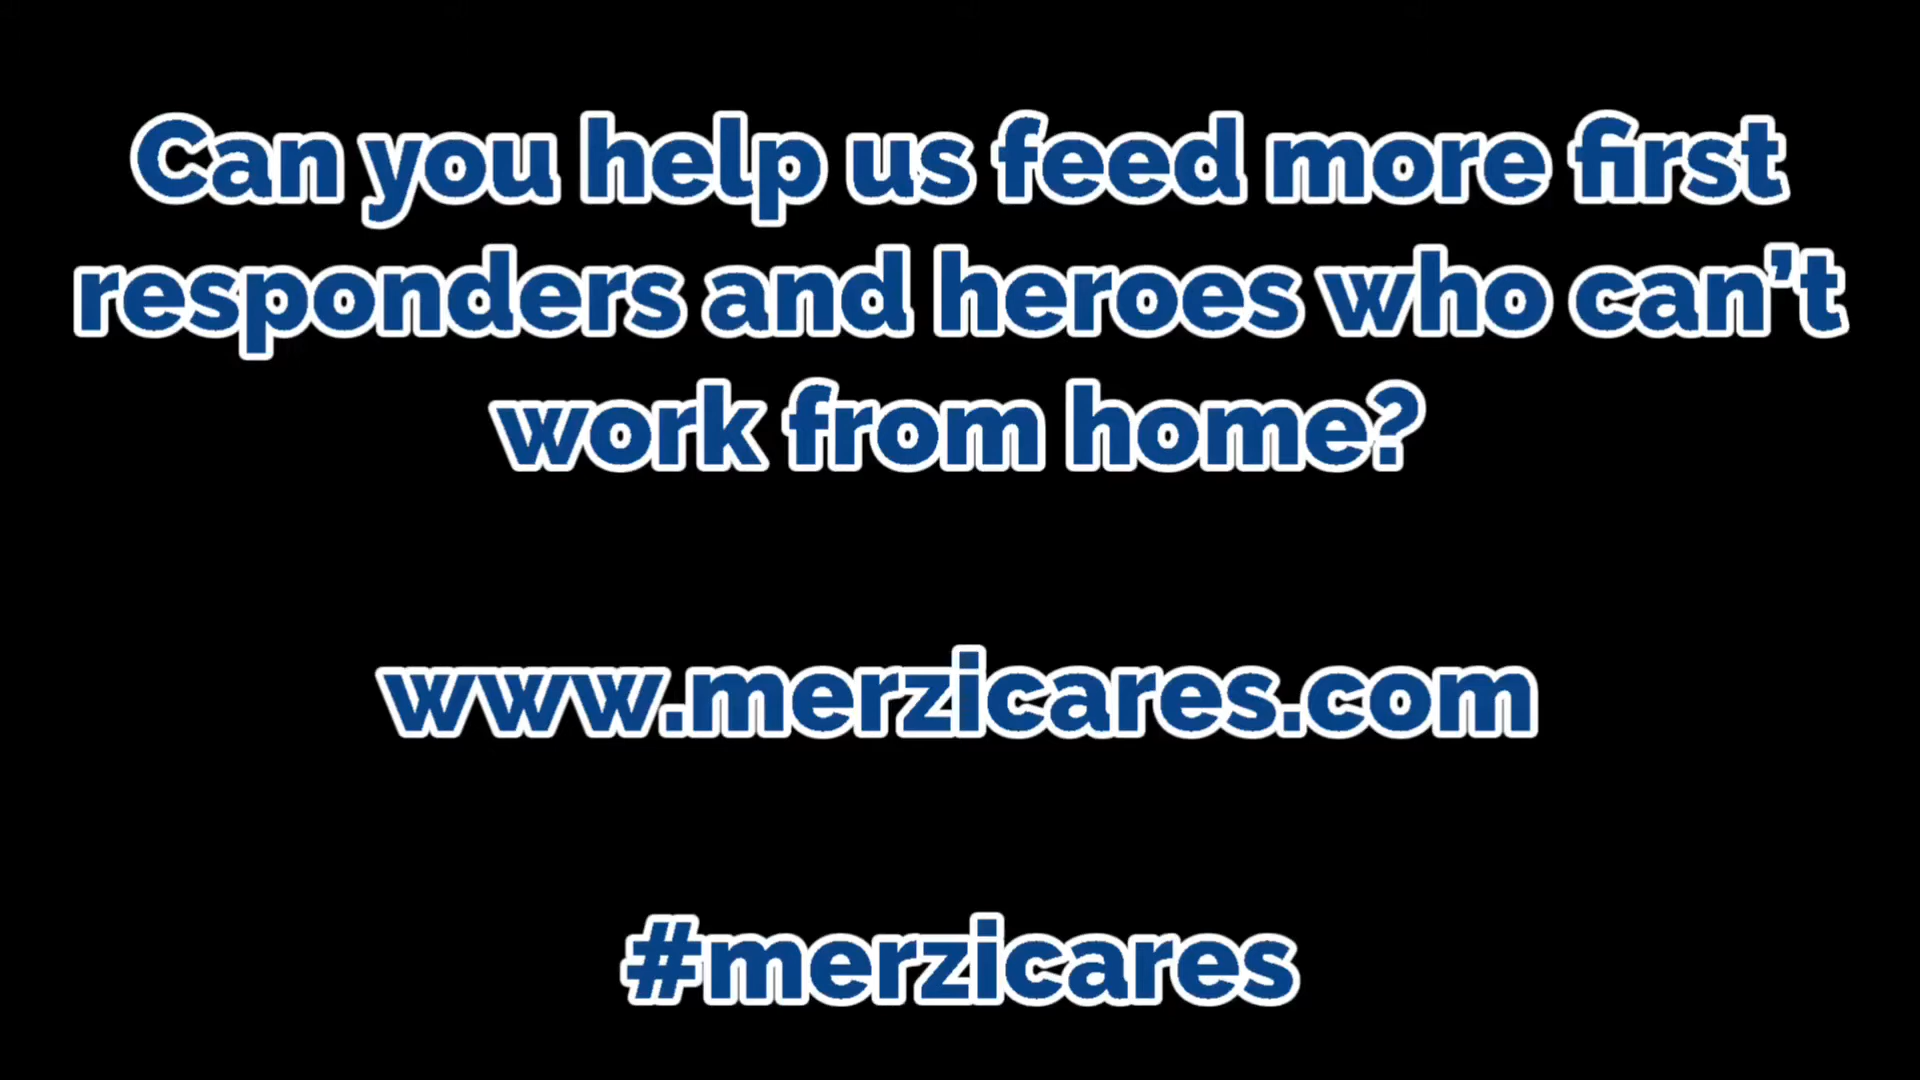 Can you help us feed more first
responders and heroes who can’t
work from home?
www.merzicares.com
#merzicares